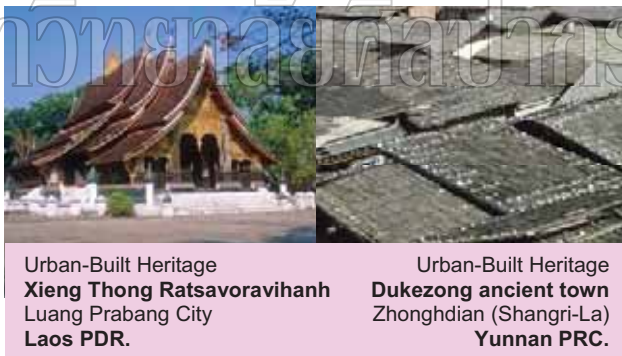 Urban-Built Heritage
Xieng Thong Ratsavoravihanh
Luang Prabang City
Laos PDR.
Urban-Built Heritage
Dukezong ancient town
Zhonghdian (Shangri-La)
Yunnan PRC.